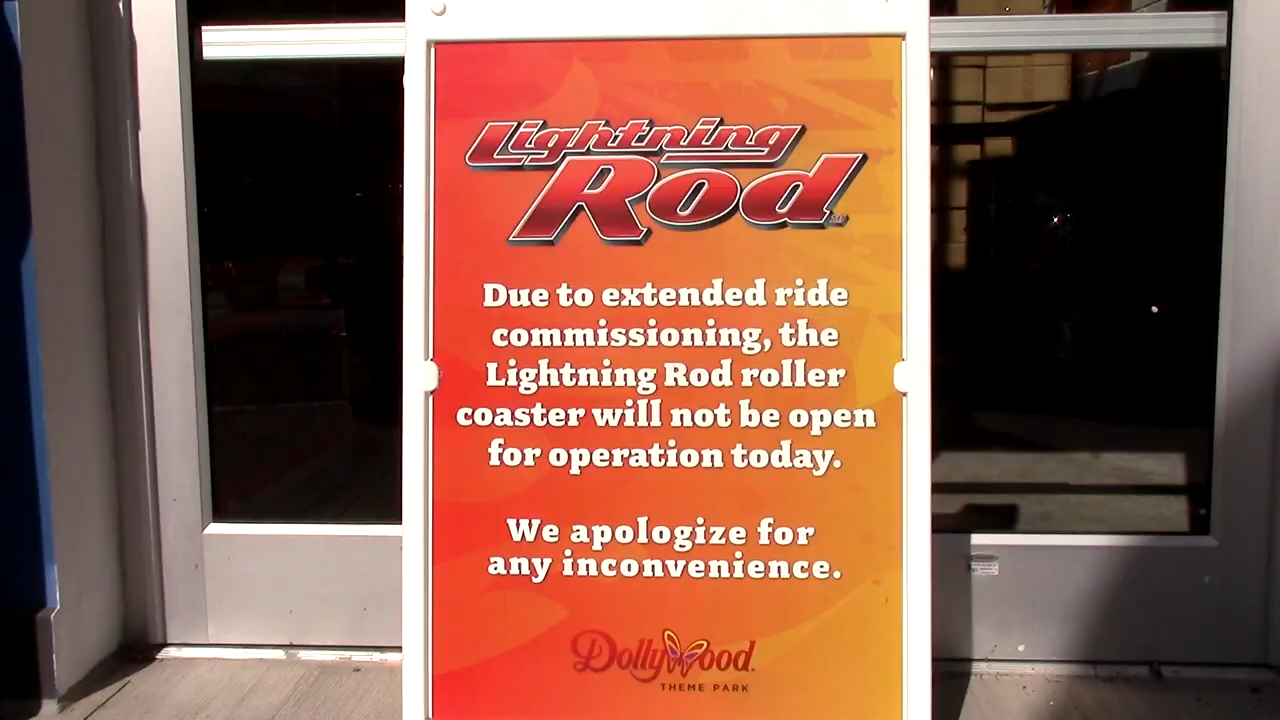 Lightning
Rod
Due to extended ride
commissioning, the
Lightning Rod roller
coaster will not be open
for operation today.
We apologize for
any inconvenience.
Dollywood
THEME PARK